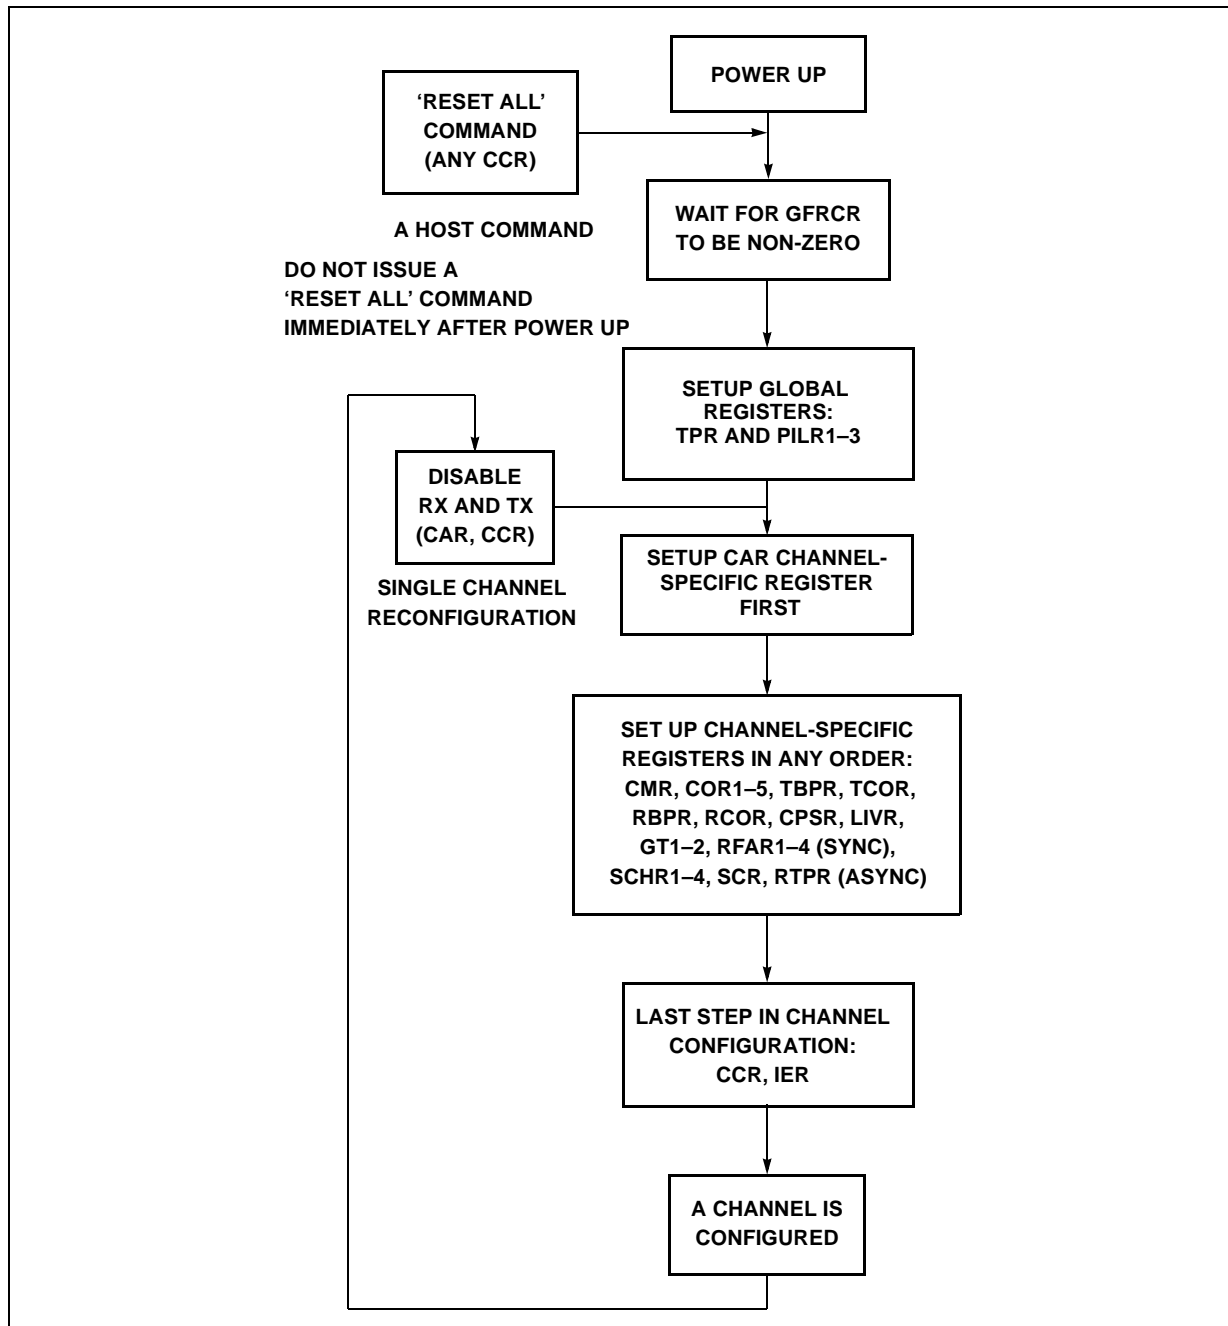 POWER UP
‘RESET ALL’
COMMAND
(ANY CCR)
A HOST COMMAND
WAIT FOR GFRCR
TO BE NON-ZERO
DO NOT ISSUE A
‘RESET ALL’ COMMAND
IMMEDIATELY AFTER POWER UP
SETUP GLOBAL
REGISTERS:
TPR AND PILR1–3
DISABLE
RX AND TX
(CAR, CCR)
SINGLE CHANNEL
RECONFIGURATION
SETUP CAR CHANNEL-
SPECIFIC REGISTER
FIRST
SET UP CHANNEL-SPECIFIC
REGISTERS IN ANY ORDER:
CMR, COR1–5, TBPR, TCOR,
RBPR, RCOR, CPSR, LIVR,
GT1–2, RFAR1–4 (SYNC),
SCHR1–4, SCR, RTPR (ASYNC)
LAST STEP IN CHANNEL
CONFIGURATION:
CCR, IER
A CHANNEL IS
CONFIGURED